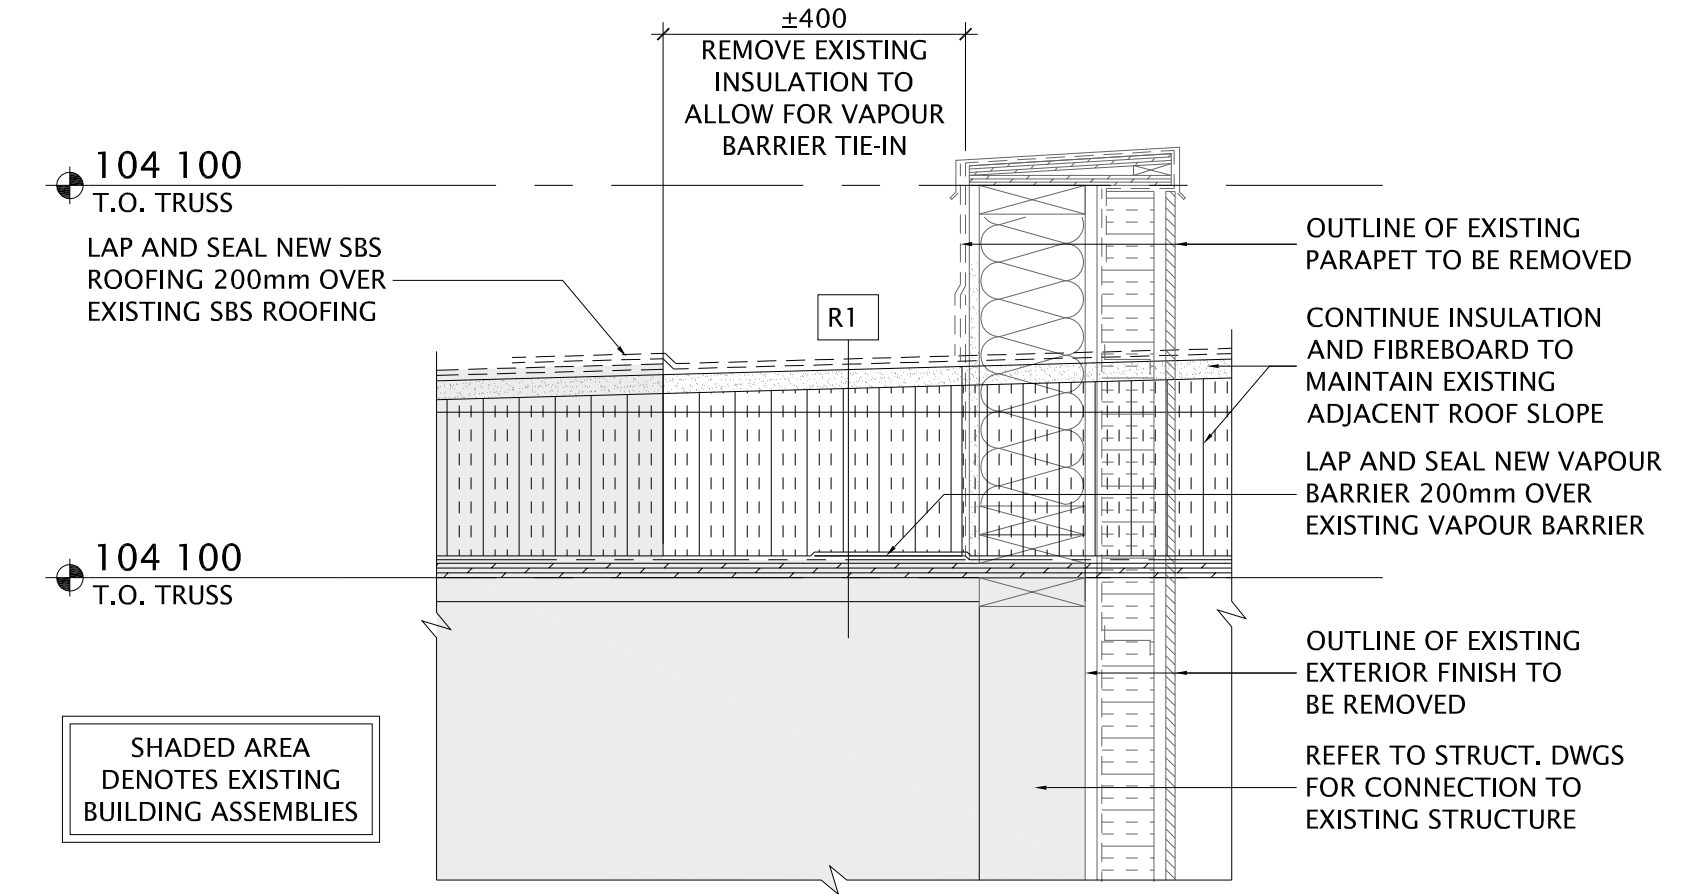 ±400
REMOVE EXISTING
INSULATION TO
ALLOW FOR VAPOUR
BARRIER TIE-IN
104 100
T.O. TRUSS
LAP AND SEAL NEW SBS
ROOFING 200mm OVER
EXISTING SBS ROOFING
R1
OUTLINE OF EXISTING
PARAPET TO BE REMOVED
CONTINUE INSULATION
AND FIBREBOARD TO
MAINTAIN EXISTING
ADJACENT ROOF SLOPE
LAP AND SEAL NEW VAPOUR
BARRIER 200mm OVER
EXISTING VAPOUR BARRIER
104 100
T.O. TRUSS
OUTLINE OF EXISTING
EXTERIOR FINISH TO
BE REMOVED
REFER TO STRUCT. DWGS
FOR CONNECTION TO
EXISTING STRUCTURE
SHADED AREA
DENOTES EXISTING
BUILDING ASSEMBLIES